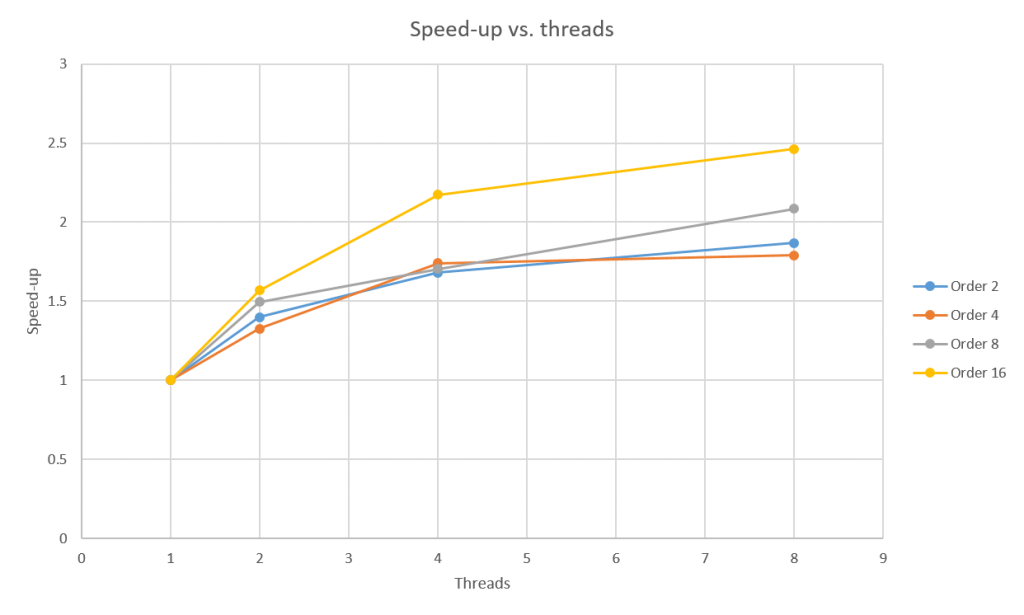 Speed-up vs. threads
3
2.5
2
1.5
1
0.5
0
Speed-up
0 1 2 3 4 5 6 7 8 9
Threads
Order 2
Order 4
Order 8
Order 16